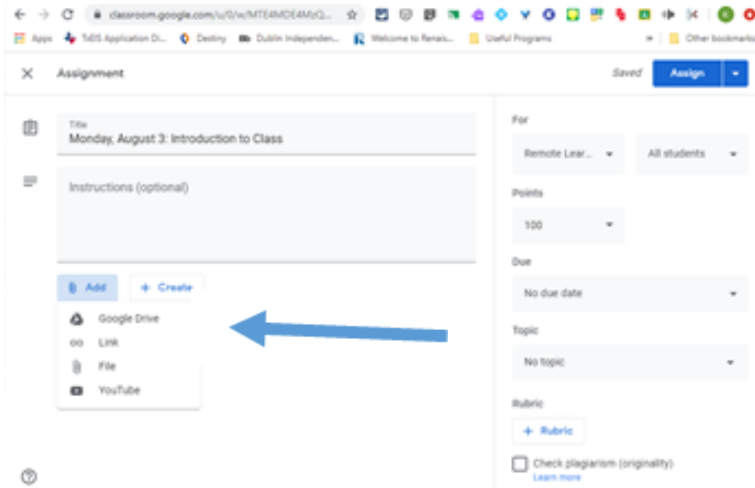 classroom.google.com/u/0/w/MTE4MDE4MzQ...
Apps TxEIS Application Di... Destiny Dublin Independen... Welcome to Renais... Useful Programs » Other bookmarks
Assignment Saved Assign
Title
Monday, August 3: Introduction to Class
Instructions (optional)
Add + Create
Google Drive
Link
File
YouTube
For
Remote Lear... All students
Points
100
Due
No due date
Topic
No topic
Rubric
+ Rubric
Check plagiarism (originality)
Learn more